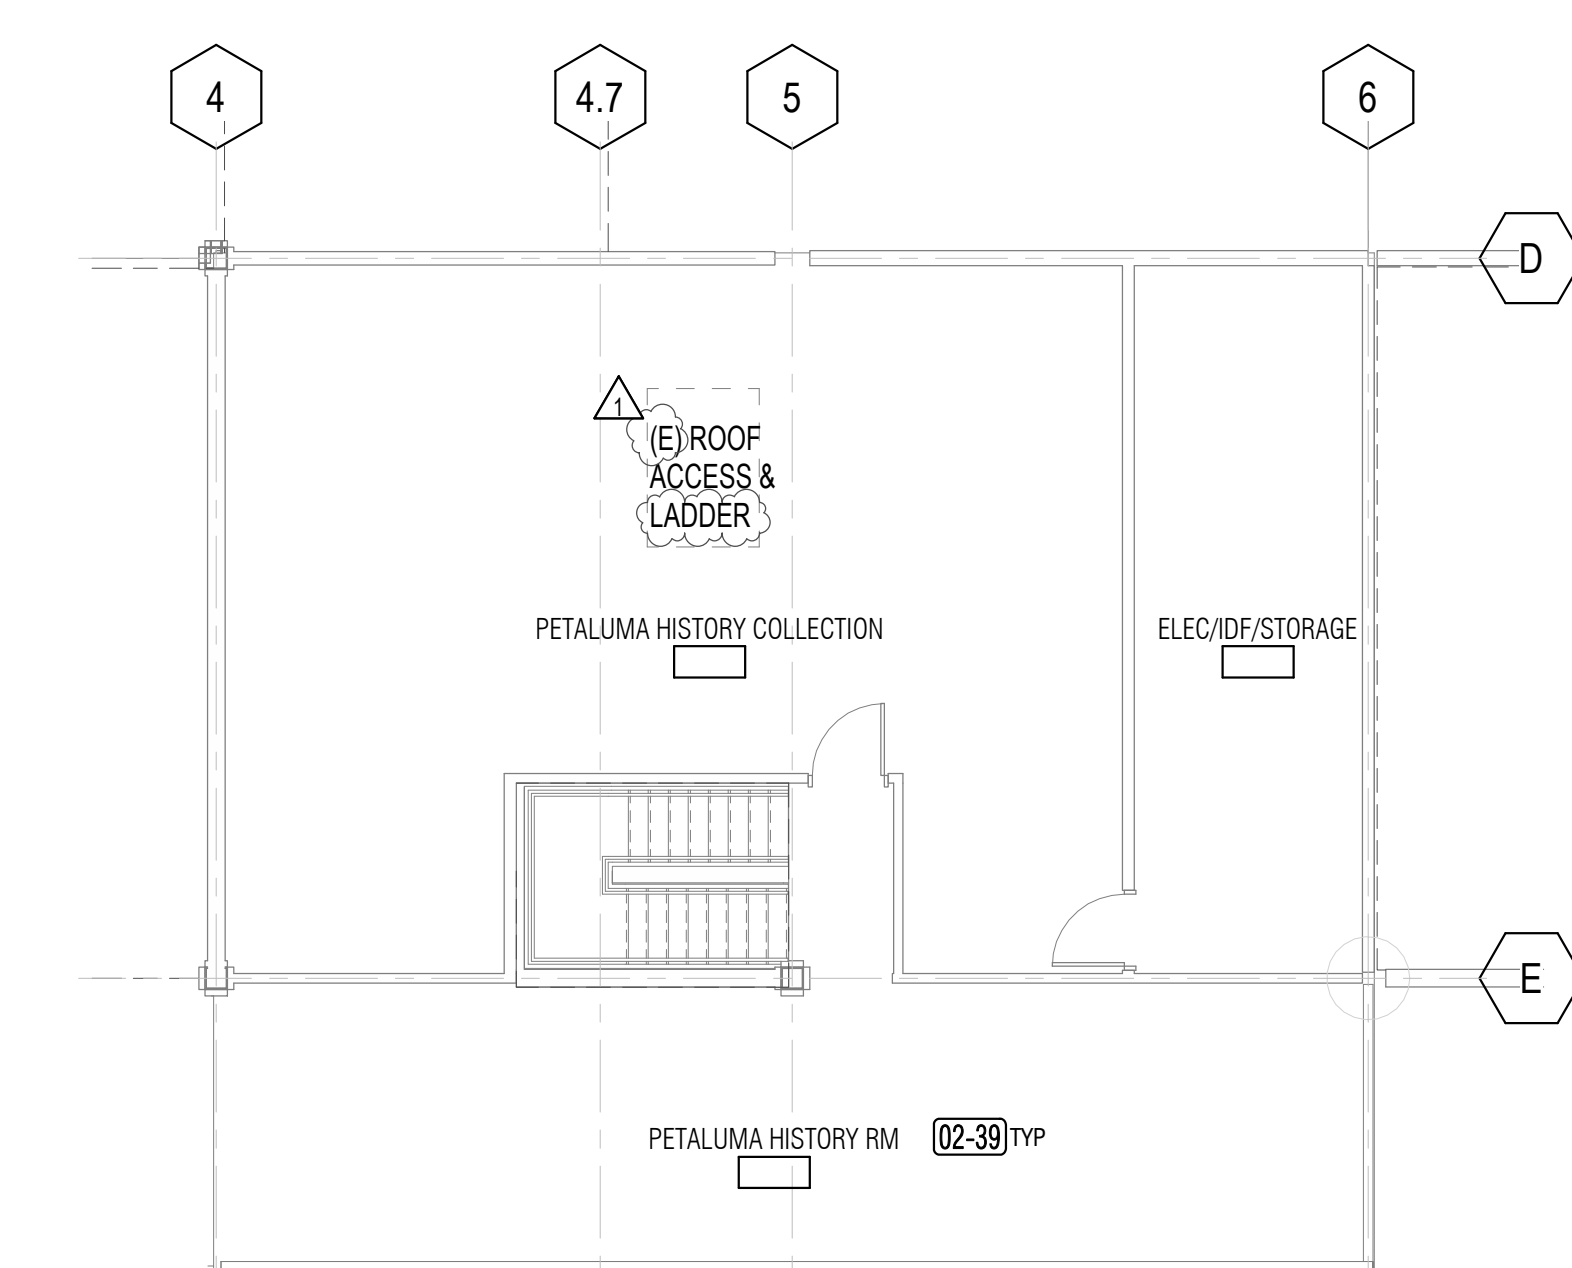 4
4.7
5
6
D
1
(E) ROOF
ACCESS &
LADDER
PETALUMA HISTORY COLLECTION
ELEC/IDF/STORAGE
E
PETALUMA HISTORY RM
02-39 TYP